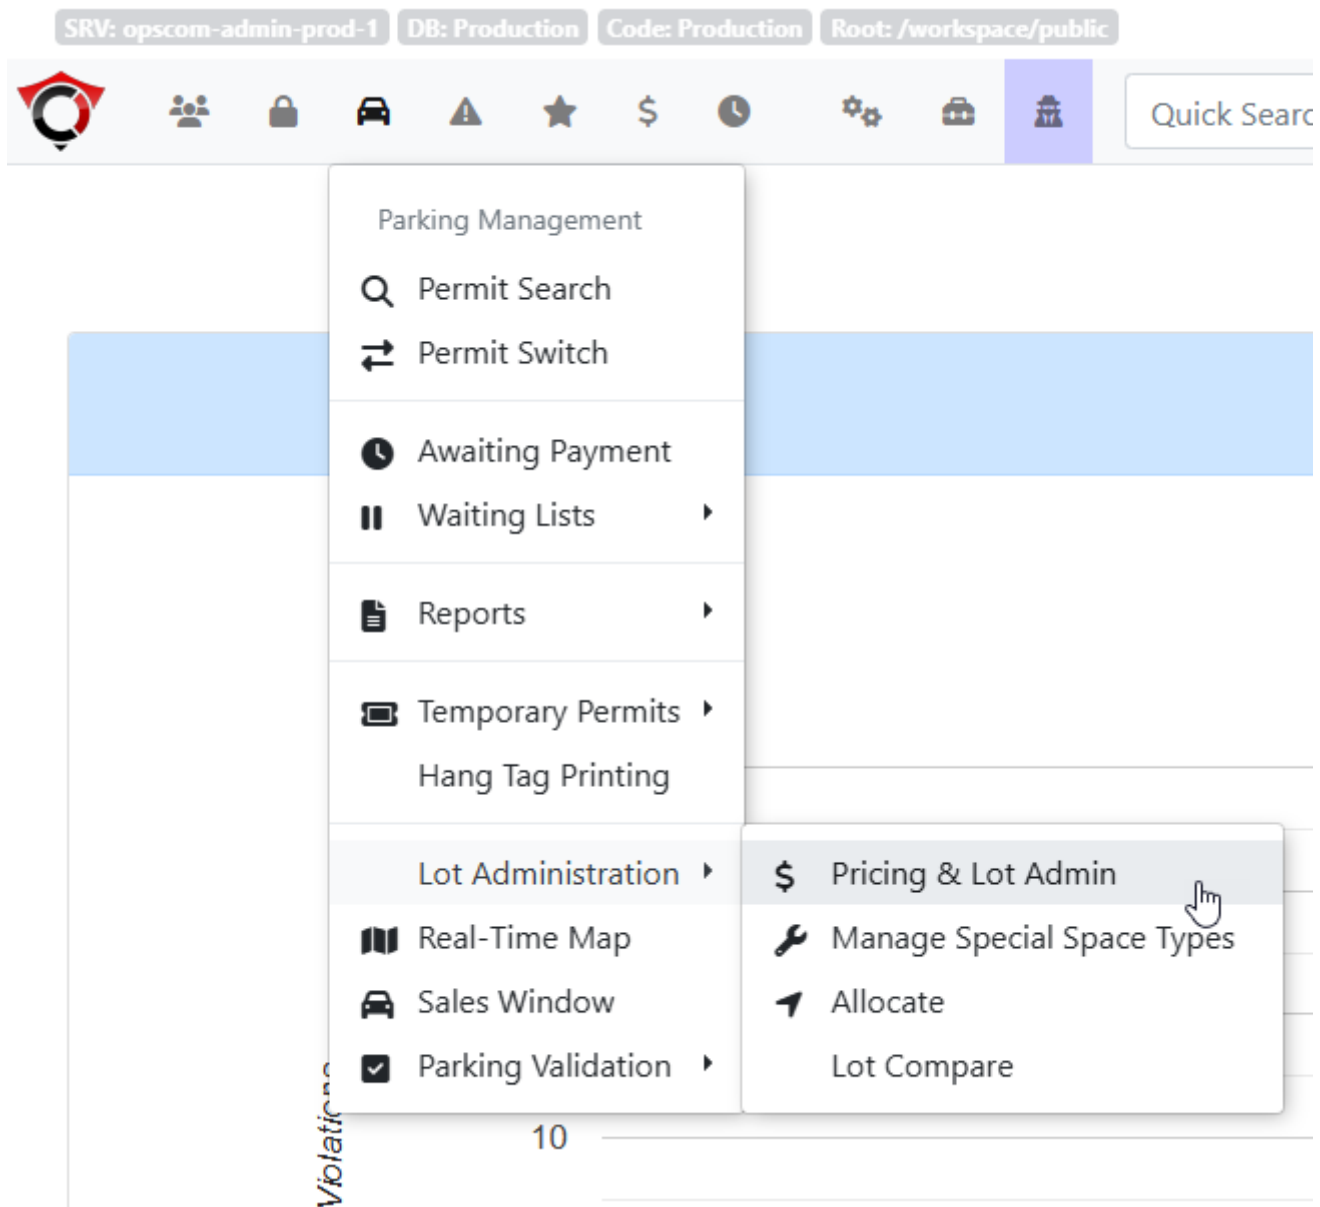 SRV: opscom-admin-prod-1 DB: Production Code: Production Root: /workspace/public
Quick Searc
Parking Management
Permit Search
Permit Switch
Awaiting Payment
Waiting Lists
Reports
Temporary Permits
Hang Tag Printing
Lot Administration
Pricing & Lot Admin
Real-Time Map
Manage Special Space Types
Sales Window
Allocate
Parking Validation
Lot Compare
Violations
10